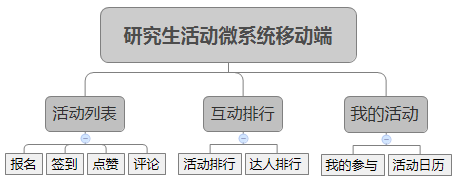 研究生活动微系统移动端
活动列表 互动排行 我的活动
报名 签到 点赞 评论 活动排行 达人排行 我的参与 活动日历